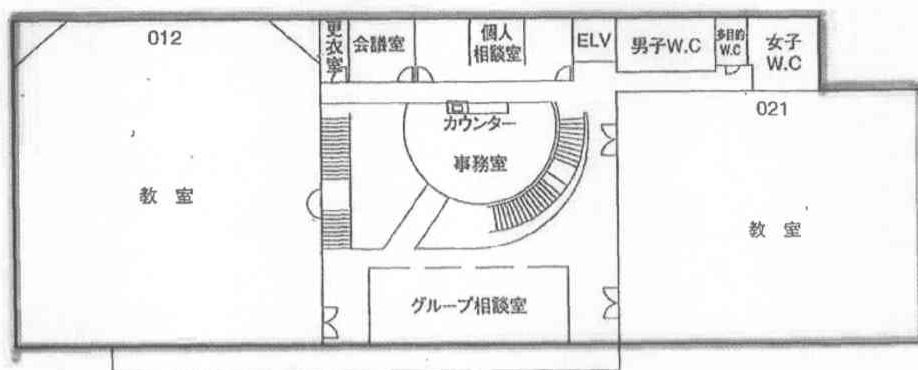 012
更衣室
会議室
個人
相談室
ELV
男子W.C
多目的
W.C
女子
W.C
021
カウンター
事務室
教 室
教 室
グループ相談室